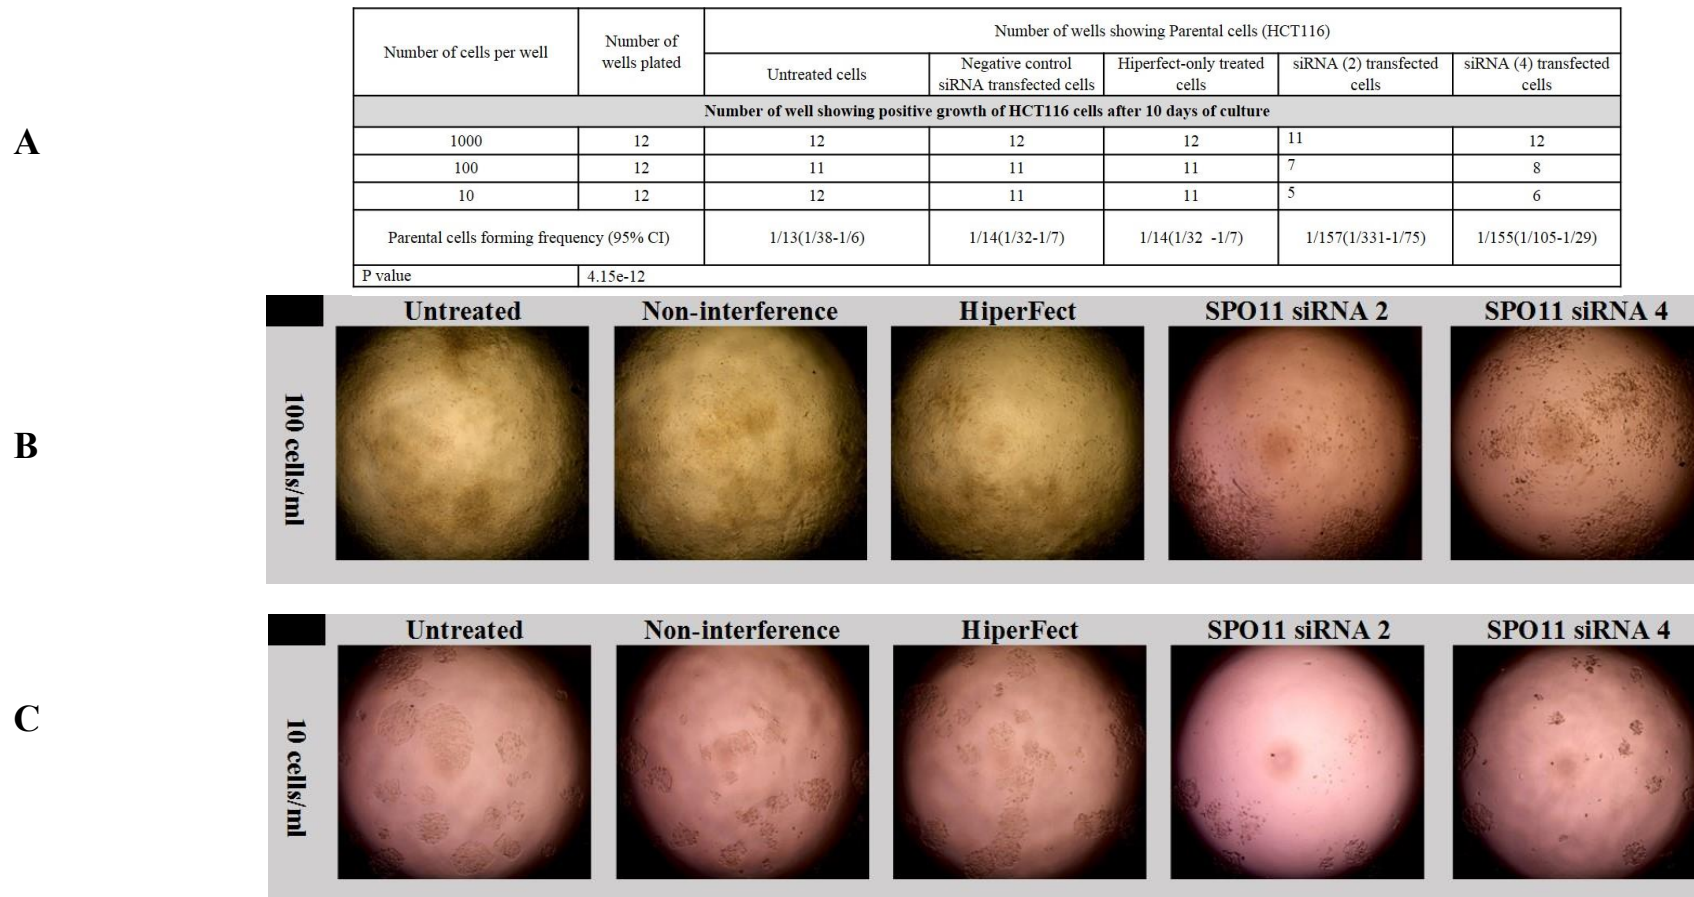 A
Number of cells per well
Number of
wells plated
Number of wells showing Parental cells (HCT116)
Untreated cells
Negative control
siRNA transfected cells
Hiperfect-only treated
cells
siRNA (2) transfected
cells
siRNA (4) transfected
cells
Number of well showing positive growth of HCT116 cells after 10 days of culture
1000 12 12 12 12 11 12
100 12 11 11 11 7 8
10 12 12 11 11 5 6
Parental cells forming frequency (95% CI) 1/13(1/38-1/6) 1/14(1/32-1/7) 1/14(1/32 -1/7) 1/157(1/331-1/75) 1/155(1/105-1/29)
P value 4.15e-12
B
Untreated Non-interference HiperFect SPO11 siRNA 2 SPO11 siRNA 4
100 cells/ml
C
Untreated Non-interference HiperFect SPO11 siRNA 2 SPO11 siRNA 4
10 cells/ml